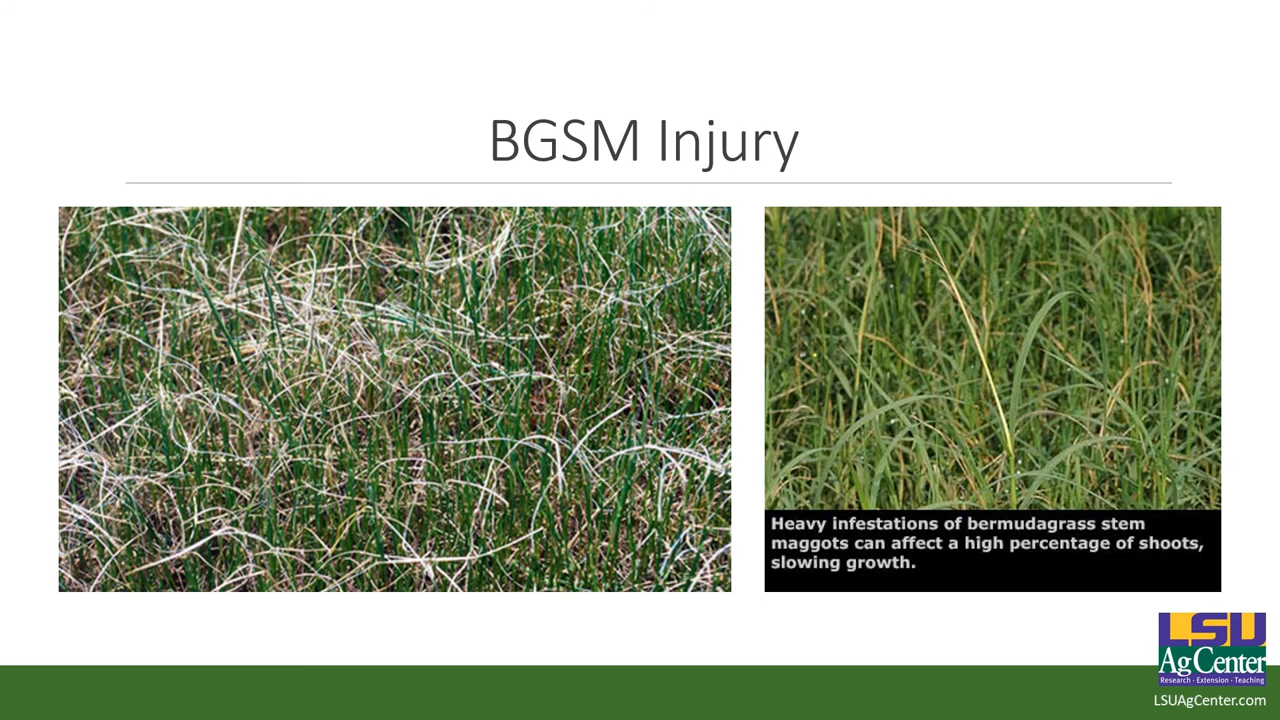 BGSM Injury
Heavy infestations of bermudagrass stem
maggots can affect a high percentage of shoots,
slowing growth.
LSU
AgCenter
Research · Extension · Teaching
LSUAgCenter.com